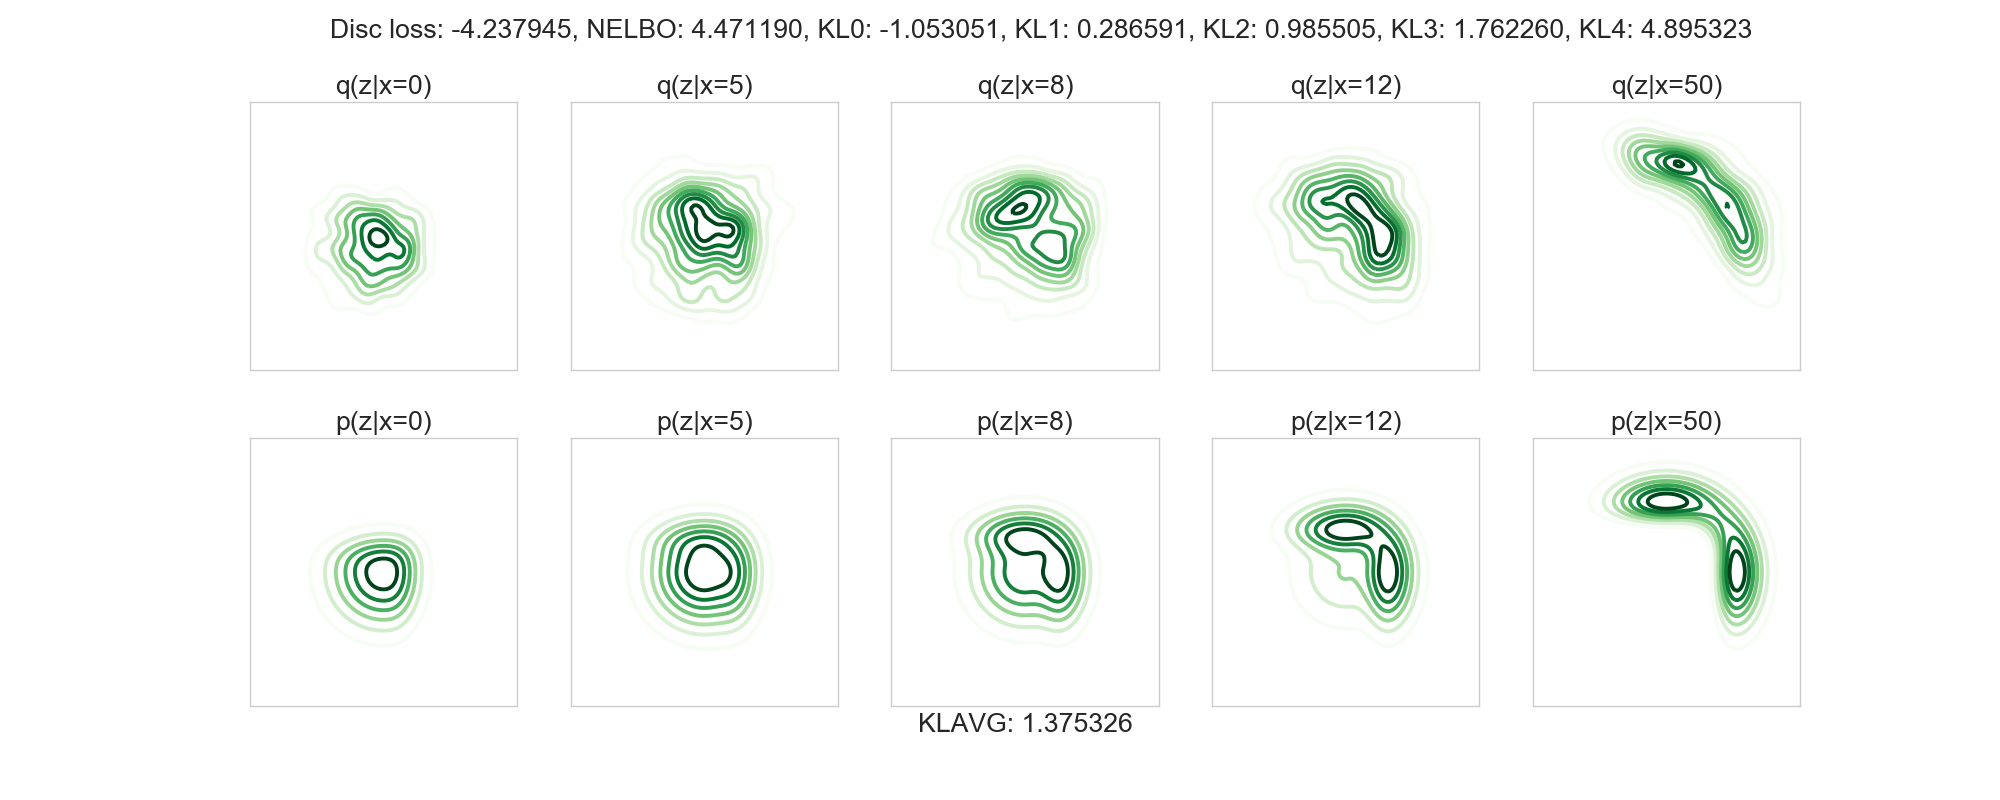 Disc loss: -4.237945, NELBO: 4.471190, KL0: -1.053051, KL1: 0.286591, KL2: 0.985505, KL3: 1.762260, KL4: 4.895323
q(z|x=0) q(z|x=5) q(z|x=8) q(z|x=12) q(z|x=50)
p(z|x=0) p(z|x=5) p(z|x=8) p(z|x=12) p(z|x=50)
KLAVG: 1.375326